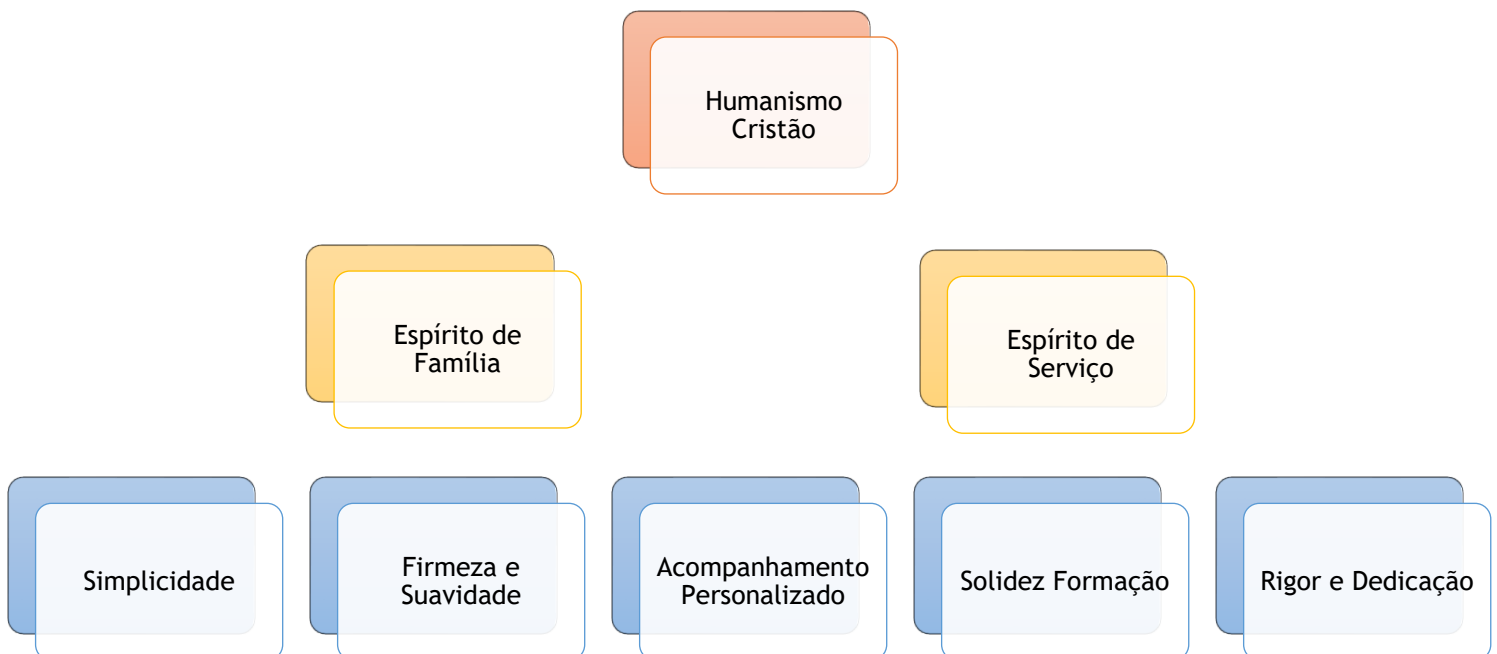 Humanismo
Cristão
Espírito de
Família
Espírito de
Serviço
Simplicidade
Firmeza e
Suavidade
Acompanhamento
Personalizado
Solidez Formação
Rigor e Dedicação